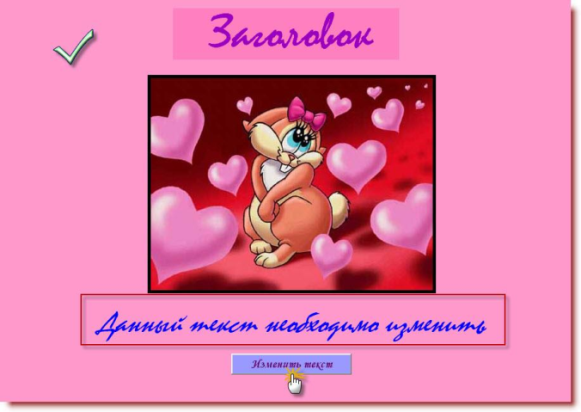 Заголовок
Данный текст необходимо изменить
Изменить текст